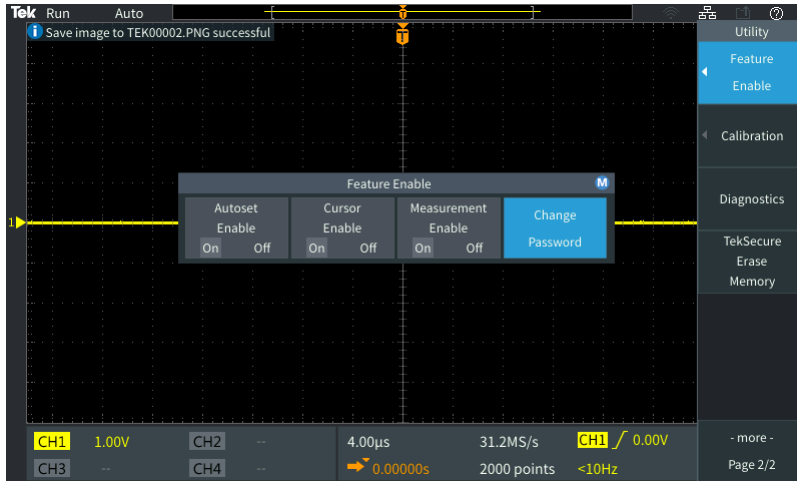 Tek Run Auto
i Save image to TEK00002.PNG successful
T
T
?
Utility
Feature
Enable
Calibration
Diagnostics
TekSecure
Erase
Memory
Feature Enable M
Autoset
Enable
On Off
Cursor
Enable
On Off
Measurement
Enable
On Off
Change
Password
1
CH1 1.00V CH2 --
CH3 -- CH4 --
4.00µs 31.2MS/s CH1 0.00V
0.00000s 2000 points <10Hz
- more -
Page 2/2